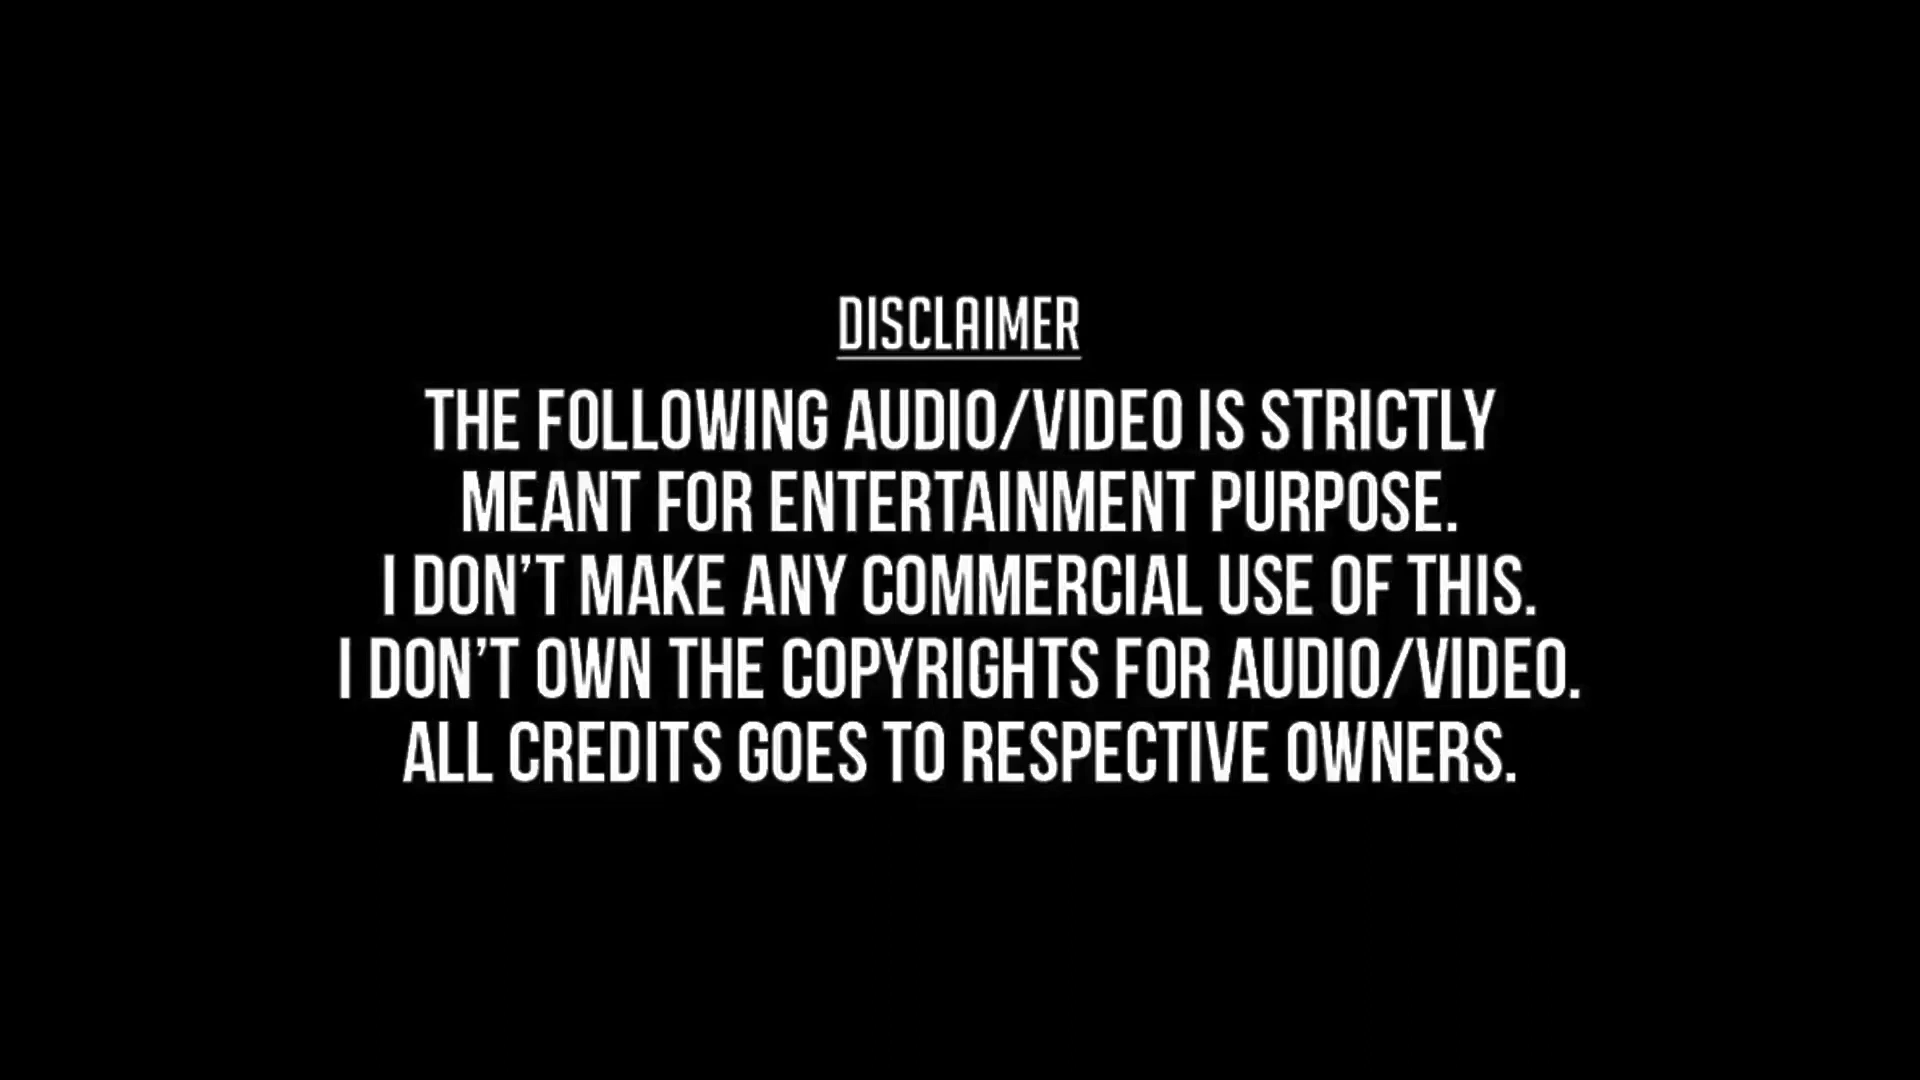 DISCLAIMER
THE FOLLOWING AUDIO/VIDEO IS STRICTLY
MEANT FOR ENTERTAINMENT PURPOSE.
I DON’T MAKE ANY COMMERCIAL USE OF THIS.
I DON’T OWN THE COPYRIGHTS FOR AUDIO/VIDEO.
ALL CREDITS GOES TO RESPECTIVE OWNERS.